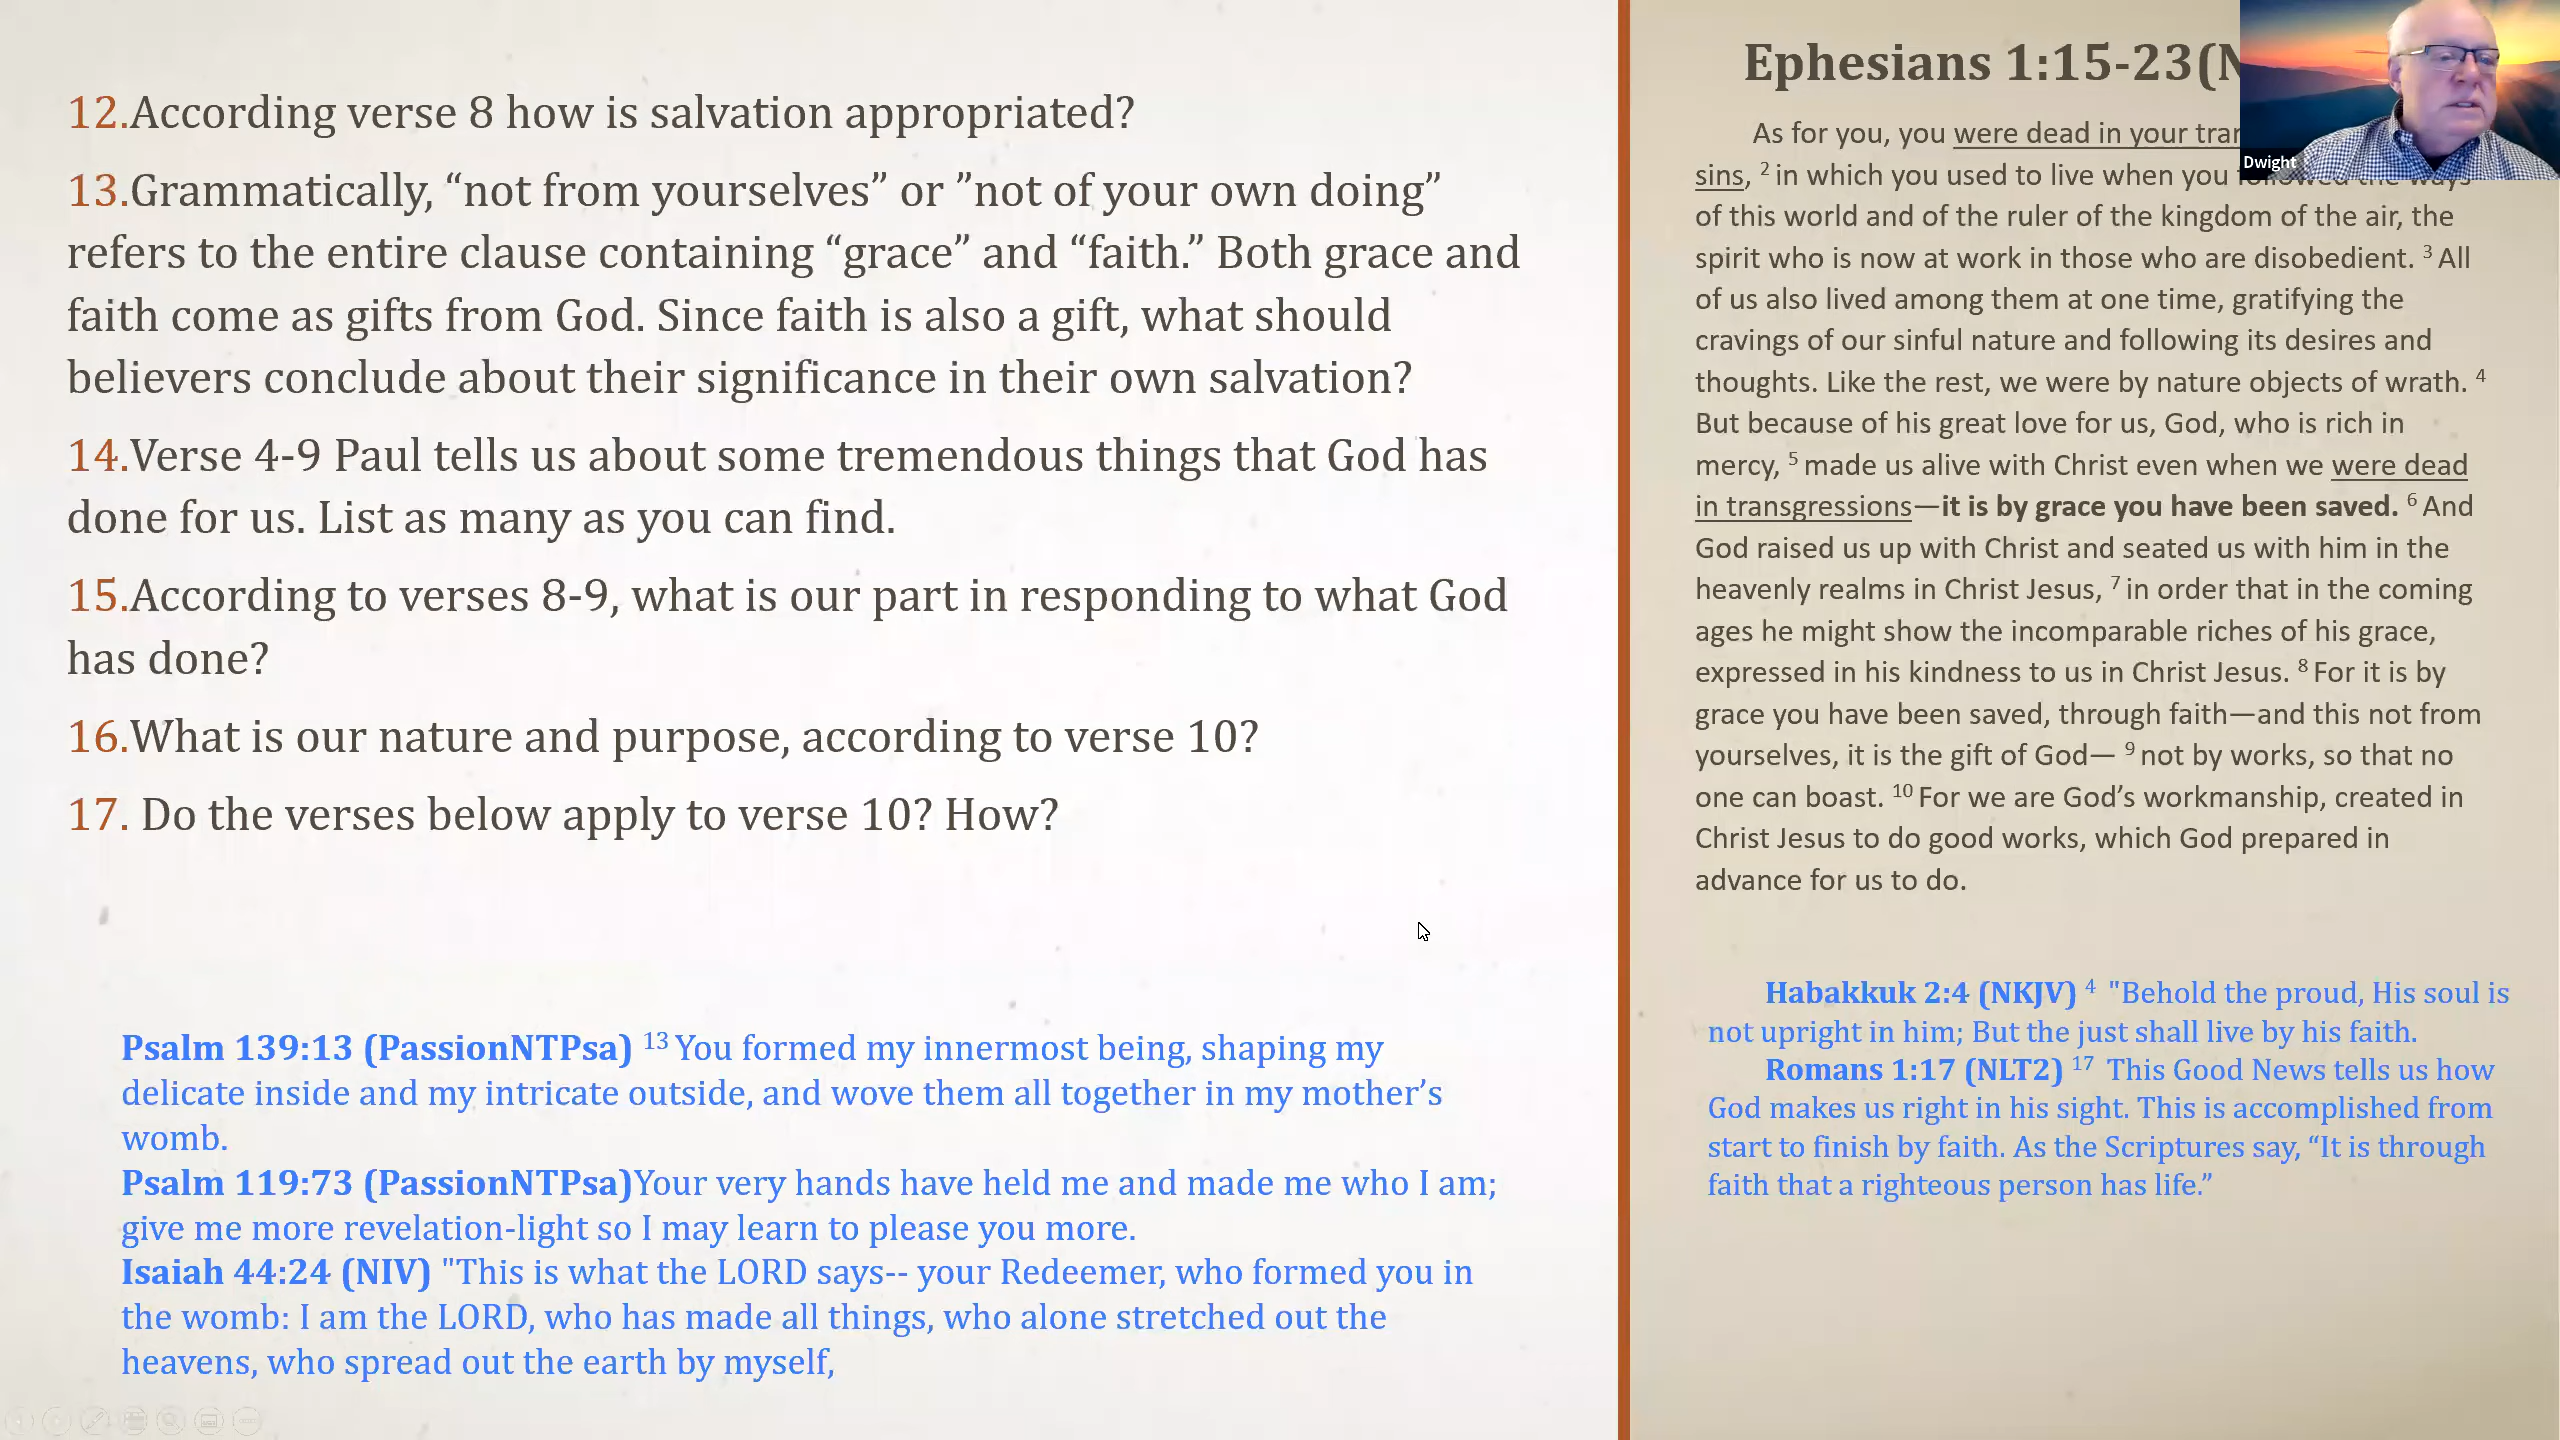 12.According verse 8 how is salvation appropriated?
13.Grammatically, “not from yourselves” or ”not of your own doing”
refers to the entire clause containing “grace” and “faith.” Both grace and
faith come as gifts from God. Since faith is also a gift, what should
believers conclude about their significance in their own salvation?
14.Verse 4-9 Paul tells us about some tremendous things that God has
done for us. List as many as you can find.
15.According to verses 8-9, what is our part in responding to what God
has done?
16.What is our nature and purpose, according to verse 10?
17. Do the verses below apply to verse 10? How?
Psalm 139:13 (PassionNTPsa) 13 You formed my innermost being, shaping my
delicate inside and my intricate outside, and wove them all together in my mother’s
womb.
Psalm 119:73 (PassionNTPsa)Your very hands have held me and made me who I am;
give me more revelation-light so I may learn to please you more.
Isaiah 44:24 (NIV) "This is what the LORD says-- your Redeemer, who formed you in
the womb: I am the LORD, who has made all things, who alone stretched out the
heavens, who spread out the earth by myself,
Ephesians 1:15-23(
As for you, you were dead in your
sins, 2 in which you used to live when you followed the ways
of this world and of the ruler of the kingdom of the air, the
spirit who is now at work in those who are disobedient. 3 All
of us also lived among them at one time, gratifying the
cravings of our sinful nature and following its desires and
thoughts. Like the rest, we were by nature objects of wrath. 4
But because of his great love for us, God, who is rich in
mercy, 5 made us alive with Christ even when we were dead
in transgressions—it is by grace you have been saved. 6 And
God raised us up with Christ and seated us with him in the
heavenly realms in Christ Jesus, 7 in order that in the coming
ages he might show the incomparable riches of his grace,
expressed in his kindness to us in Christ Jesus. 8 For it is by
grace you have been saved, through faith—and this not from
yourselves, it is the gift of God— 9 not by works, so that no
one can boast. 10 For we are God’s workmanship, created in
Christ Jesus to do good works, which God prepared in
advance for us to do.
Habakkuk 2:4 (NKJV) 4 "Behold the proud, His soul is
not upright in him; But the just shall live by his faith.
Romans 1:17 (NLT2) 17 This Good News tells us how
God makes us right in his sight. This is accomplished from
start to finish by faith. As the Scriptures say, “It is through
faith that a righteous person has life.”
Dwight